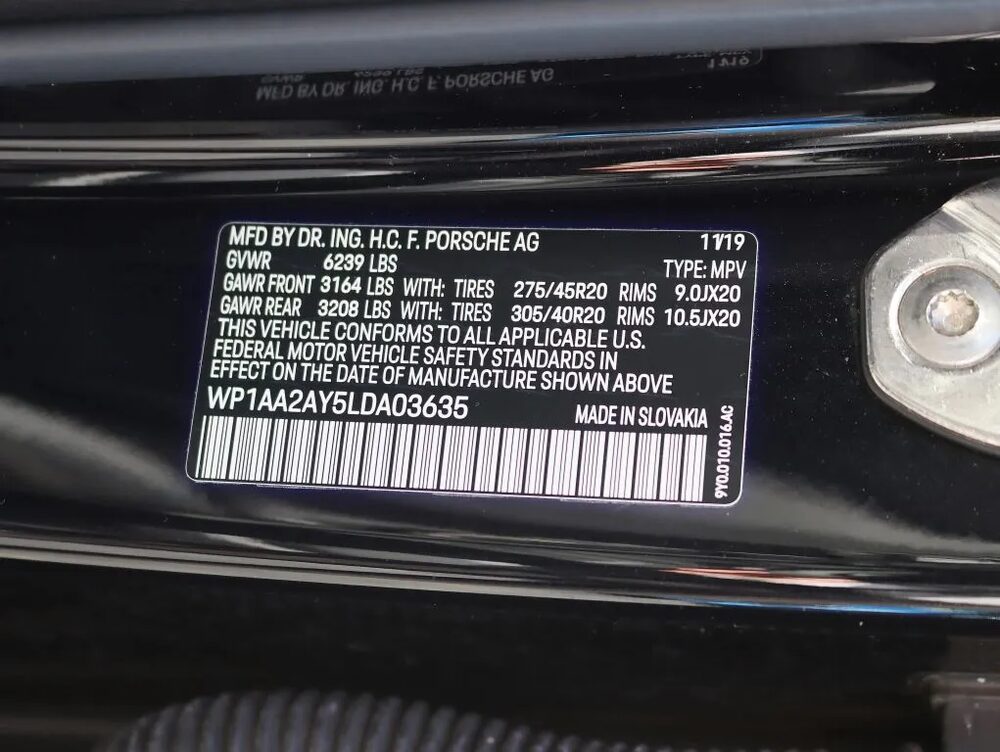 MFD BY DR. ING. H.C. F. PORSCHE AG 11/19
GVWR 6239 LBS TYPE: MPV
GAWR FRONT 3164 LBS WITH: TIRES 275/45R20 RIMS 9.0JX20
GAWR REAR 3208 LBS WITH: TIRES 305/40R20 RIMS 10.5JX20
THIS VEHICLE CONFORMS TO ALL APPLICABLE U.S.
FEDERAL MOTOR VEHICLE SAFETY STANDARDS IN
EFFECT ON THE DATE OF MANUFACTURE SHOWN ABOVE
WP1AA2AY5LDA03635 MADE IN SLOVAKIA
9Y0.010.016.AC